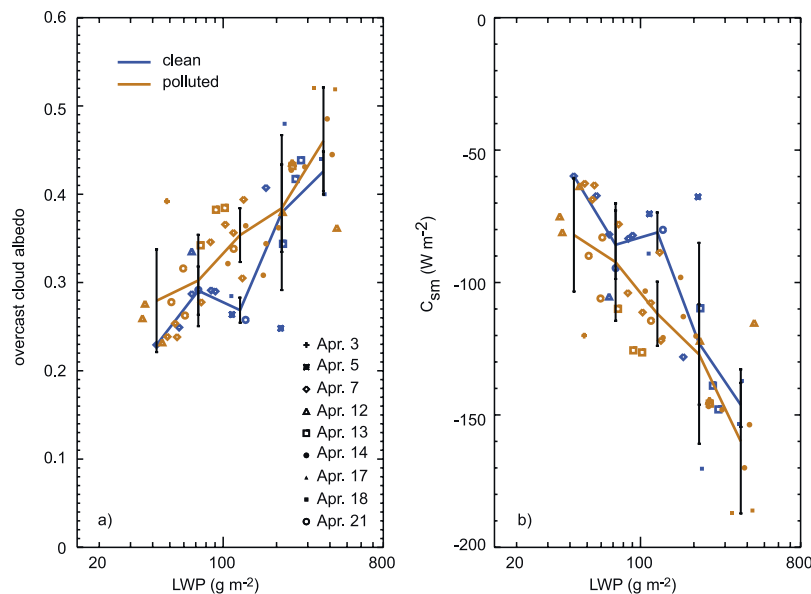 0.6
0.5
0.4
0.3
0.2
0.1
0
overcast cloud albedo
clean
polluted
Apr. 3
Apr. 5
Apr. 7
Apr. 12
Apr. 13
Apr. 14
Apr. 17
Apr. 18
Apr. 21
a)
20 100 800
LWP (g m-2)
0
-50
-100
-150
-200
Csm (W m-2)
b)
20 100 800
LWP (g m-2)